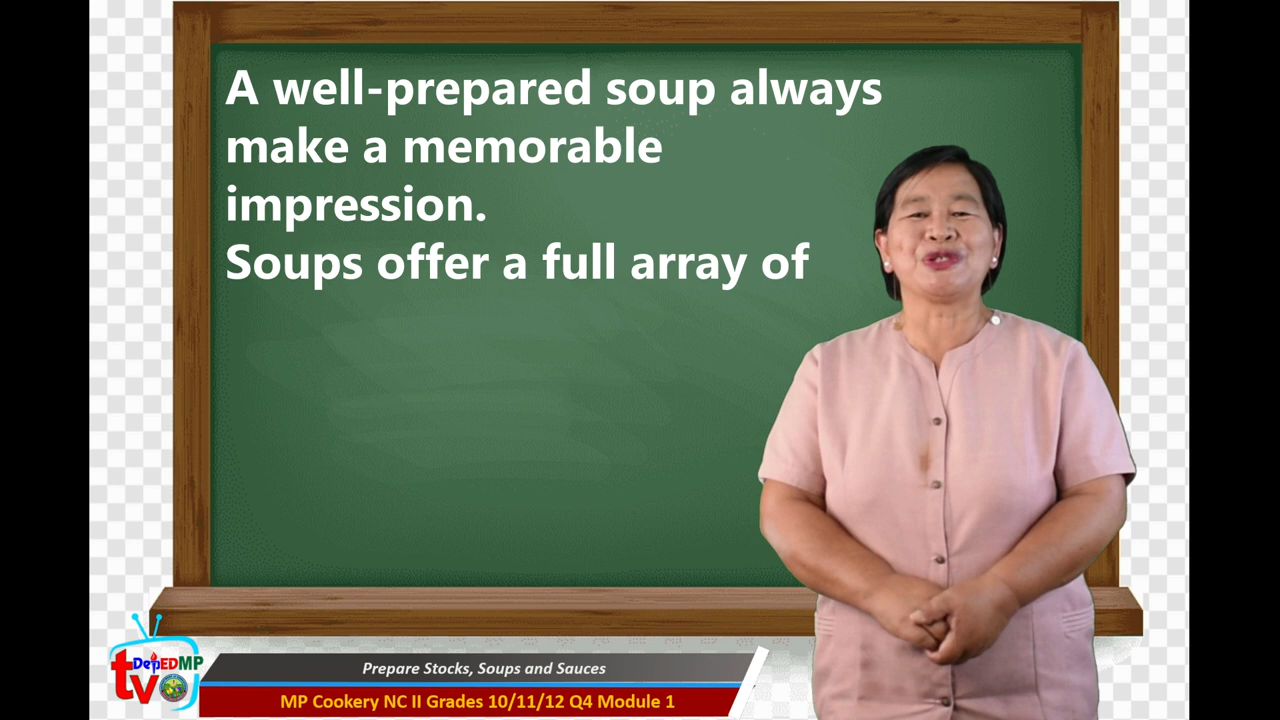 A well-prepared soup always
make a memorable
impression.
Soups offer a full array of
DepEDMP
tvo
Prepare Stocks, Soups and Sauces
MP Cookery NC II Grades 10/11/12 Q4 Module 1